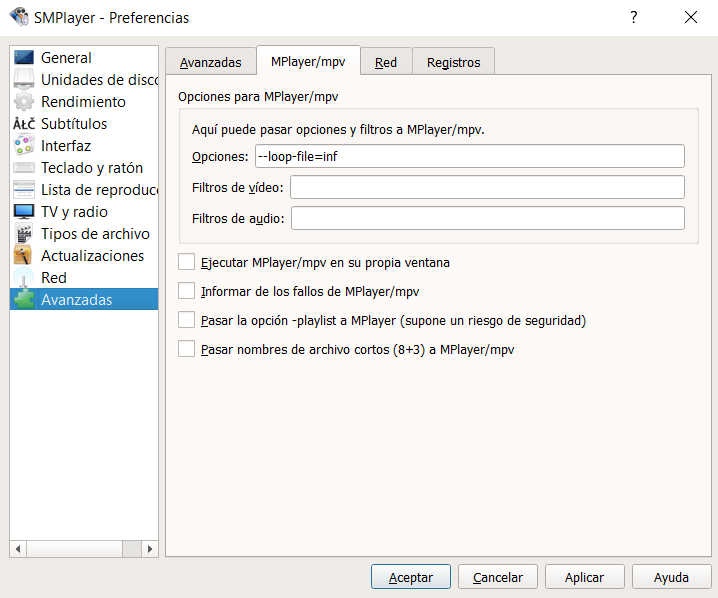 SMPlayer - Preferencias
?
General
Unidades de disco
Rendimiento
AŁČ Subtítulos
Interfaz
Teclado y ratón
Lista de reproduc
TV y radio
Tipos de archivo
Actualizaciones
Red
Avanzadas
Avanzadas MPlayer/mpv Red Registros
Opciones para MPlayer/mpv
Aquí puede pasar opciones y filtros a MPlayer/mpv.
Opciones: --loop-file=inf
Filtros de vídeo:
Filtros de audio:
Ejecutar MPlayer/mpv en su propia ventana
Informar de los fallos de MPlayer/mpv
Pasar la opción -playlist a MPlayer (supone un riesgo de seguridad)
Pasar nombres de archivo cortos (8+3) a MPlayer/mpv
Aceptar Cancelar Aplicar Ayuda